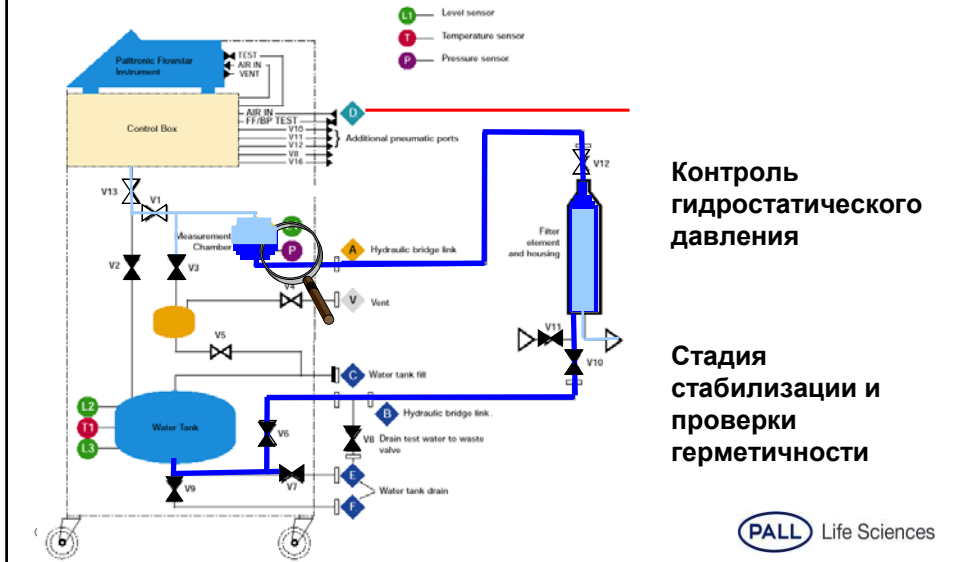 L1 Level sensor
T Temperature sensor
P Pressure sensor
Palltronic Flowstar
Instrument
TEST
AIR IN
VENT
Control Box
AIR IN
FF/BP TEST
V10
V11
V12
V8
V16
D
Additional pneumatic ports
V13
V1
V12
Контроль
гидростатического
давления
Measurement
Chamber
P
A Hydraulic bridge link
Filter
element
and housing
V2
V3
V4
V Vent
V5
V11
V10
C Water tank fill
Стадия
стабилизации и
проверки
герметичности
L2
T1
L3
Water Tank
V6
B Hydraulic bridge link .
V8 Drain test water to waste
valve
V7
E
V9
Water tank drain
F
PALL Life Sciences